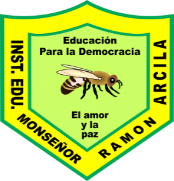 Educación
Para la Democracia
INST. EDU. MONSEÑOR RAMON ARCILA
El amor
y la
paz